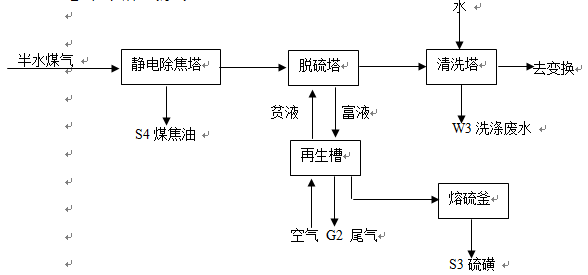 水
半水煤气
静电除焦塔
脱硫塔
清洗塔
去变换
贫液
富液
S4 煤焦油
W3 洗涤废水
再生槽
熔硫釜
空气 G2 尾气
S3 硫磺